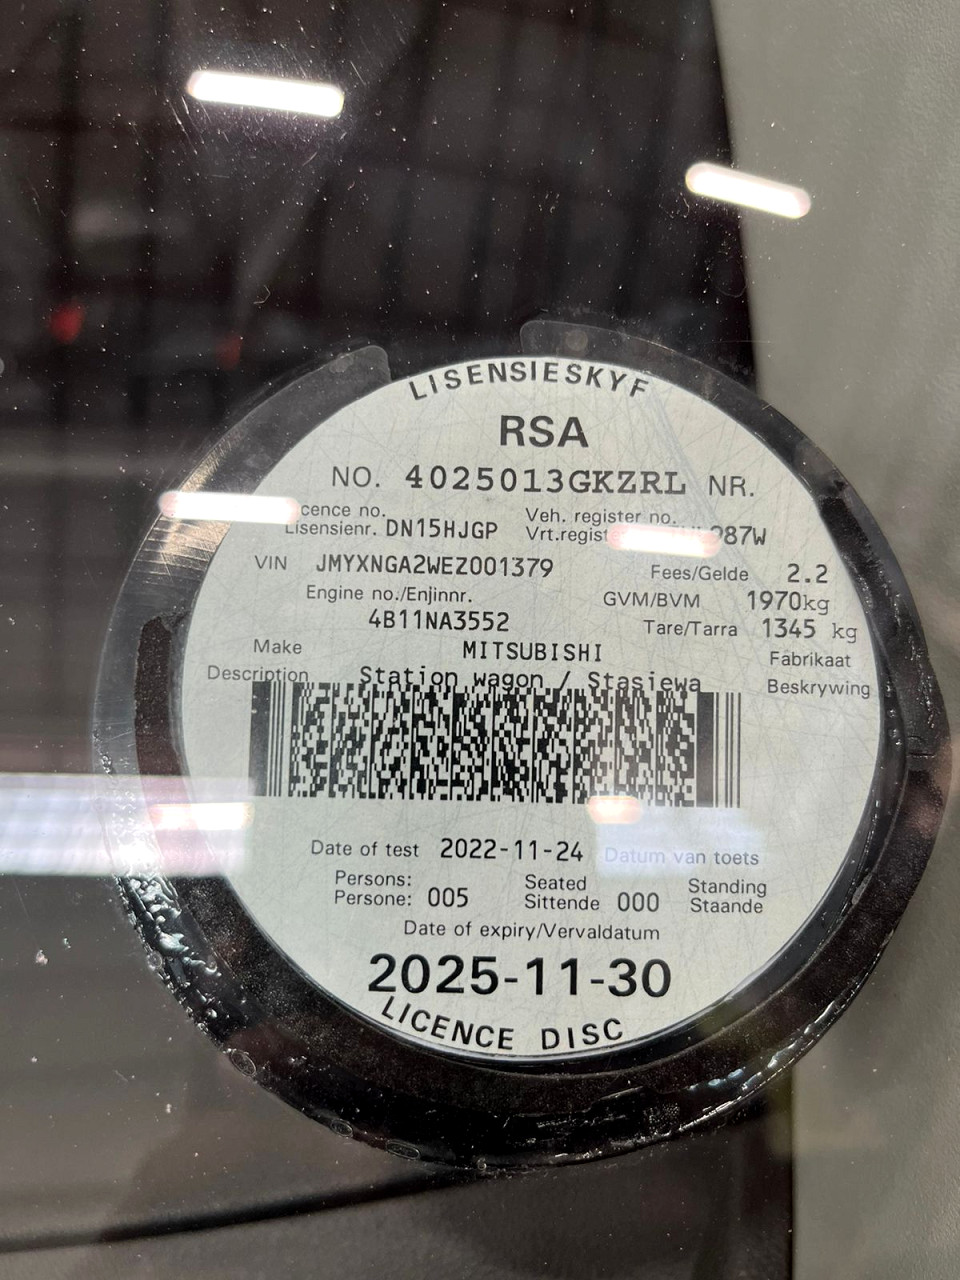 LISENSIESKYF
RSA
NO. 4025013GKZRL NR.
cence no. Veh. register no.
Lisensienr. DN15HJGP Vrt.regist 87W
VIN JMYXNGA2WEZ001379 Fees/Gelde 2.2
Engine no./Enjinnr. GVM/BVM 1970kg
4B11NA3552 Tare/Tarra 1345 kg
Make MITSUBISHI Fabrikaat
Description Station wagon / Stasiewa Beskrywing
Date of test 2022-11-24 Datum van toets
Persons: Seated Standing
Persone: 005 Sittende 000 Staande
Date of expiry/Vervaldatum
2025-11-30
LICENCE DISC